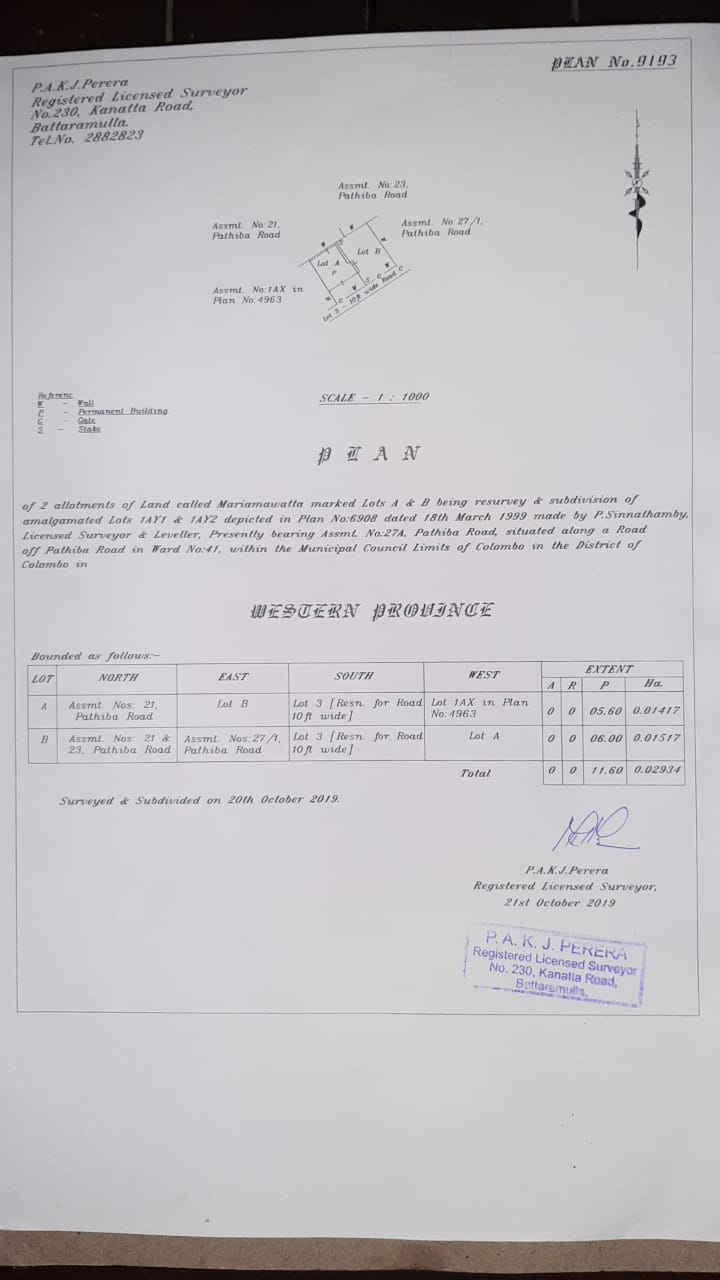 PLAN No.9193
P.A.K.J.Perera
Registered Licensed Surveyor
No.230, Kanatta Road,
Battaramulla.
Tel.No. 2882823
Assmt. No:23,
Pathiba Road
Assmt. No:21,
Pathiba Road
Assmt. No.27/1,
Pathiba Road
Lot B
Lot A
P
Assmt. No:1AX in
Plan No.4963
Lot 3 - 10ft wide Road
Referenc
W - Wall
P - Permanent Building
G - Gate
S - Stake
SCALE - 1 : 1000
PLAN
of 2 allotments of Land called Mariamawatta marked Lots A & B being resurvey & subdivision of
amalgamated Lots 1AY1 & 1AY2 depicted in Plan No:6908 dated 18th March 1999 made by P.Sinnathamby,
Licensed Surveyor & Leveller, Presently bearing Assmt. No:27A, Pathiba Road, situated along a Road
off Pathiba Road in Ward No:41, within the Municipal Council Limits of Colombo in the District of
Colombo in
WESTERN PROVINCE
Bounded as follows:-
LOT NORTH EAST SOUTH WEST EXTENT
A R P Ha.
A Assmt. Nos: 21, Lot B Lot 3 [Resn. for Road Lot 1AX in Plan 0 0 05.60 0.01417
Pathiba Road 10ft wide] No:4963
B Assmt. Nos: 21 & Assmt. Nos:27/1, Lot 3 [Resn. for Road Lot A 0 0 06.00 0.01517
23, Pathiba Road Pathiba Road 10ft wide]
Total 0 0 11.60 0.02934
Surveyed & Subdivided on 20th October 2019.
P.A.K.J.Perera
Registered Licensed Surveyor,
21st October 2019
P. A. K. J. PERERA
Registered Licensed Surveyor
No. 230, Kanatta Road,
Battaramulla.